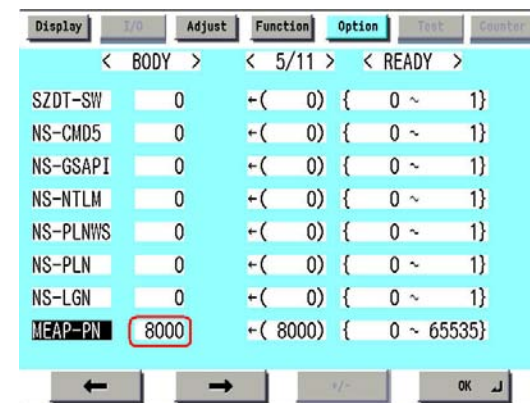 Display I/O Adjust Function Option Test Counter
< BODY > < 5/11 > < READY >
SZDT-SW 0 ←( 0) { 0 ~ 1}
NS-CMD5 0 ←( 0) { 0 ~ 1}
NS-GSAPI 0 ←( 0) { 0 ~ 1}
NS-NTLM 0 ←( 0) { 0 ~ 1}
NS-PLNWS 0 ←( 0) { 0 ~ 1}
NS-PLN 0 ←( 0) { 0 ~ 1}
NS-LGN 0 ←( 0) { 0 ~ 1}
MEAP-PN 8000 ←( 8000) { 0 ~ 65535}
← → +/- OK ┘